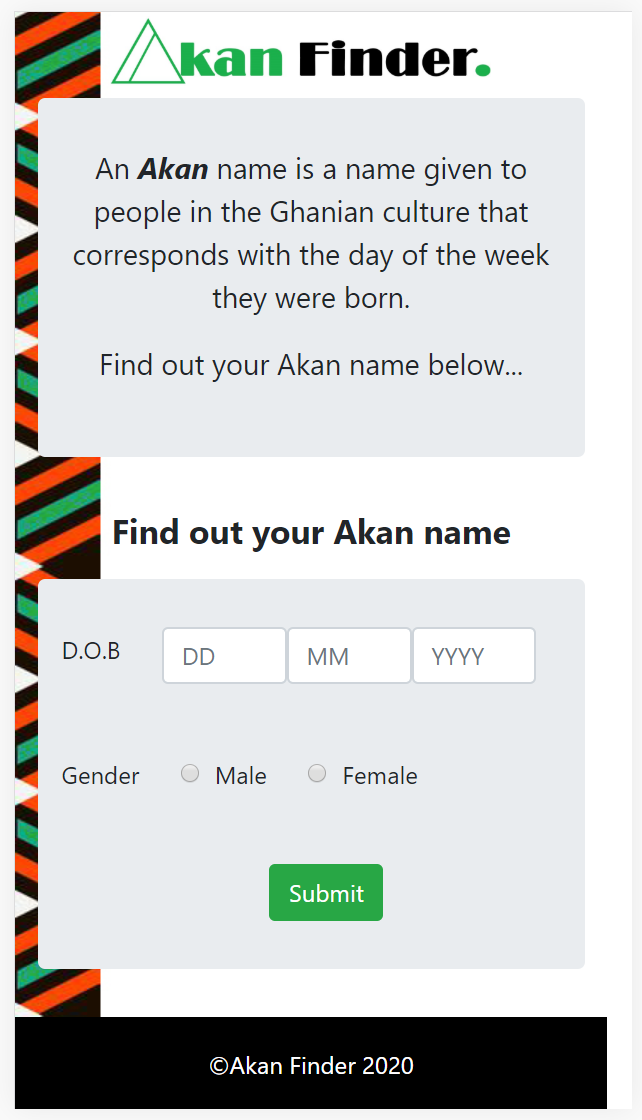 Akan Finder.
An Akan name is a name given to
people in the Ghanian culture that
corresponds with the day of the week
they were born.
Find out your Akan name below...
Find out your Akan name
D.O.B DD MM YYYY
Gender Male Female
Submit
©Akan Finder 2020